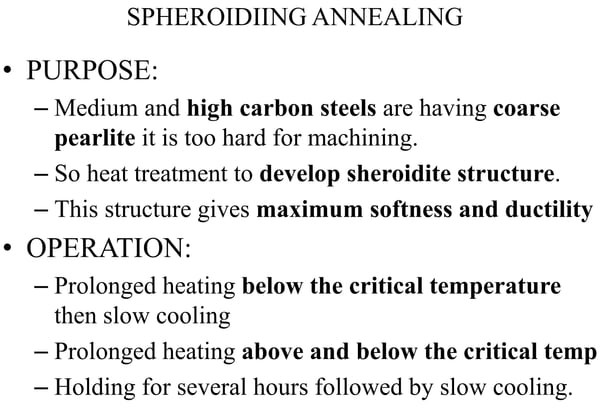 SPHEROIDIING ANNEALING
• PURPOSE:
– Medium and high carbon steels are having coarse
pearlite it is too hard for machining.
– So heat treatment to develop sheroidite structure.
– This structure gives maximum softness and ductility
• OPERATION:
– Prolonged heating below the critical temperature
then slow cooling
– Prolonged heating above and below the critical temp
– Holding for several hours followed by slow cooling.